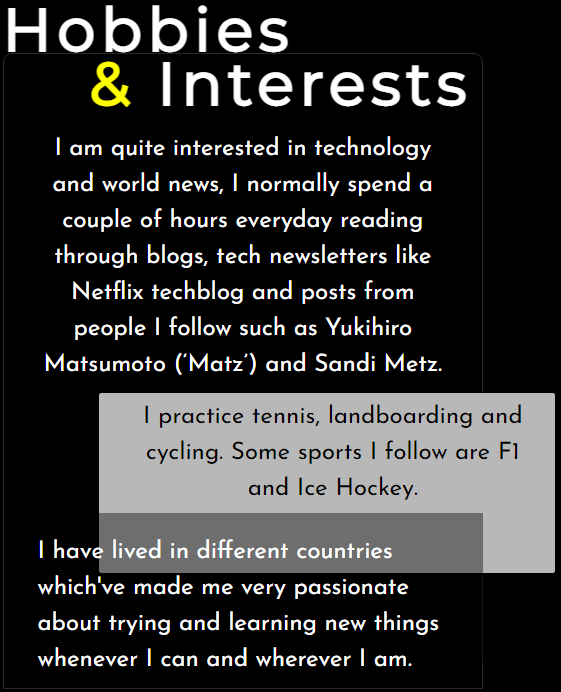 Hobbies
& Interests
I am quite interested in technology
and world news, I normally spend a
couple of hours everyday reading
through blogs, tech newsletters like
Netflix techblog and posts from
people I follow such as Yukihiro
Matsumoto (‘Matz’) and Sandi Metz.
I practice tennis, landboarding and
cycling. Some sports I follow are F1
and Ice Hockey.
I have lived in different countries
which've made me very passionate
about trying and learning new things
whenever I can and wherever I am.